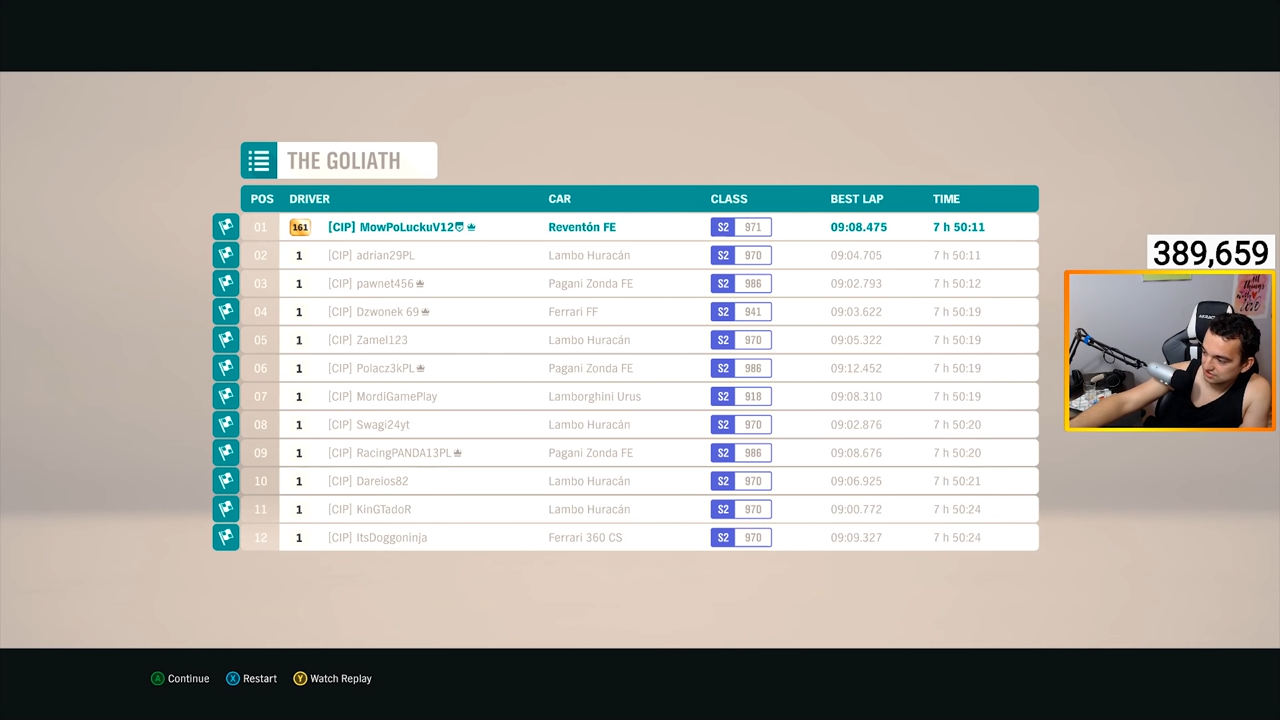 THE GOLIATH
POS DRIVER CAR CLASS BEST LAP TIME
01 161 [CIP] MowPoLuckuV12 Reventón FE S2 971 09:08.475 7 h 50:11
02 1 [CIP] adrian29PL Lambo Huracán S2 970 09:04.705 7 h 50:11
03 1 [CIP] pawnet456 Pagani Zonda FE S2 986 09:02.793 7 h 50:12
04 1 [CIP] Dzwonek 69 Ferrari FF S2 941 09:03.622 7 h 50:19
05 1 [CIP] Zamel123 Lambo Huracán S2 970 09:05.322 7 h 50:19
06 1 [CIP] Polacz3kPL Pagani Zonda FE S2 986 09:12.452 7 h 50:19
07 1 [CIP] MordiGamePlay Lamborghini Urus S2 918 09:08.310 7 h 50:19
08 1 [CIP] Swagi24yt Lambo Huracán S2 970 09:02.876 7 h 50:20
09 1 [CIP] RacingPANDA13PL Pagani Zonda FE S2 986 09:08.676 7 h 50:20
10 1 [CIP] Darelos82 Lambo Huracán S2 970 09:06.925 7 h 50:21
11 1 [CIP] KinGTadoR Lambo Huracán S2 970 09:00.772 7 h 50:24
12 1 [CIP] ItsDoggoninja Ferrari 360 CS S2 970 09:09.327 7 h 50:24
389,659
A Continue X Restart Y Watch Replay